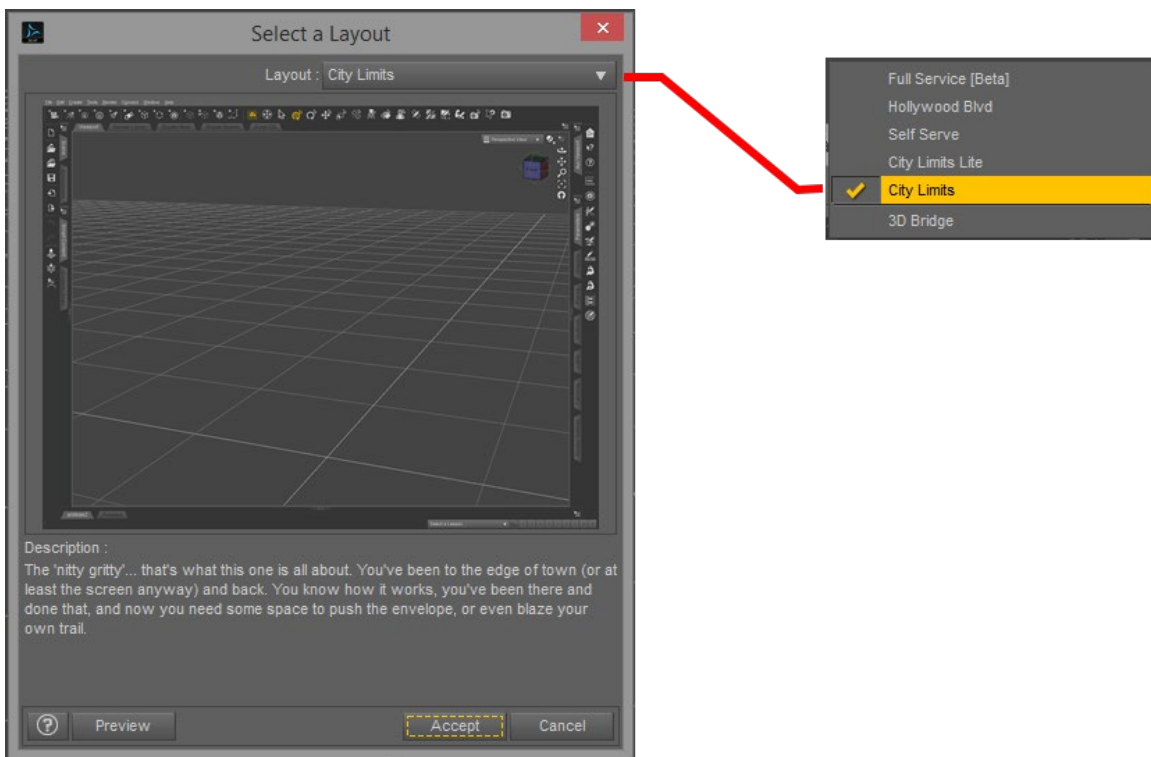 Select a Layout
Layout : City Limits
Perspective View
Description :
The 'nitty gritty'... that's what this one is all about. You've been to the edge of town (or at
least the screen anyway) and back. You know how it works, you've been there and
done that, and now you need some space to push the envelope, or even blaze your
own trail.
Preview
Accept
Cancel
Full Service [Beta]
Hollywood Blvd
Self Serve
City Limits Lite
City Limits
3D Bridge